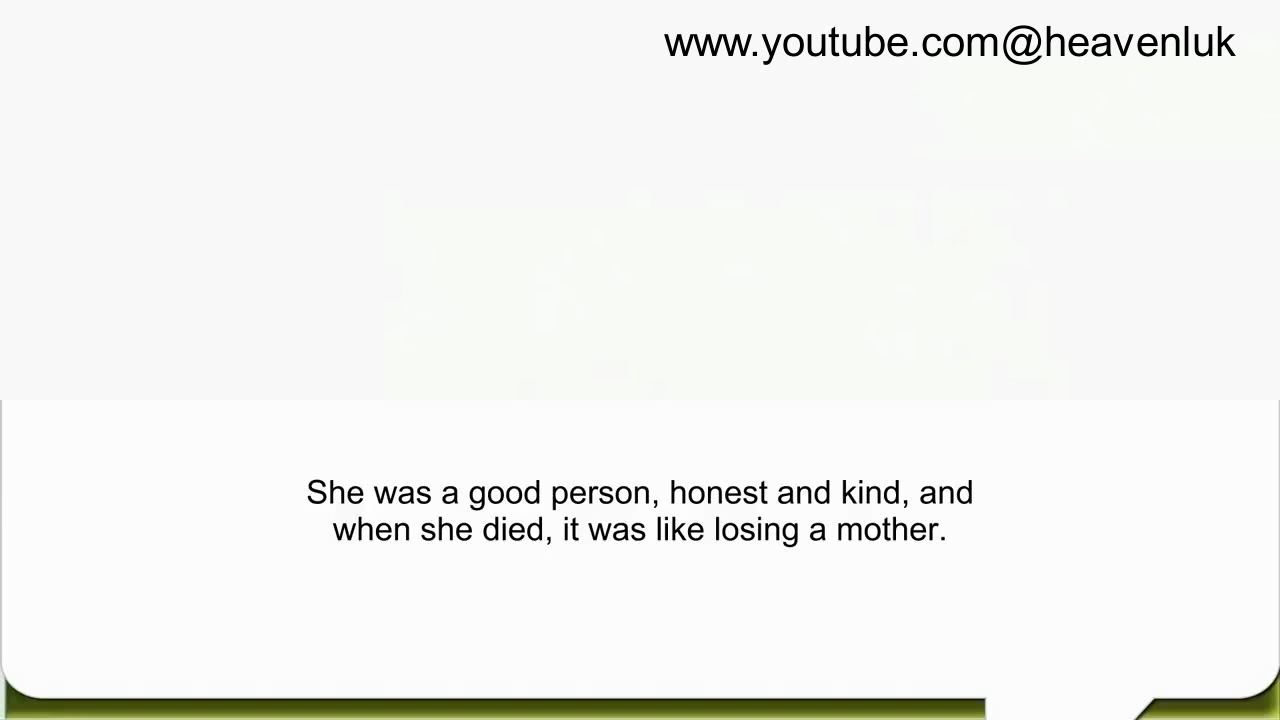 www.youtube.com@heavenluk
She was a good person, honest and kind, and
when she died, it was like losing a mother.